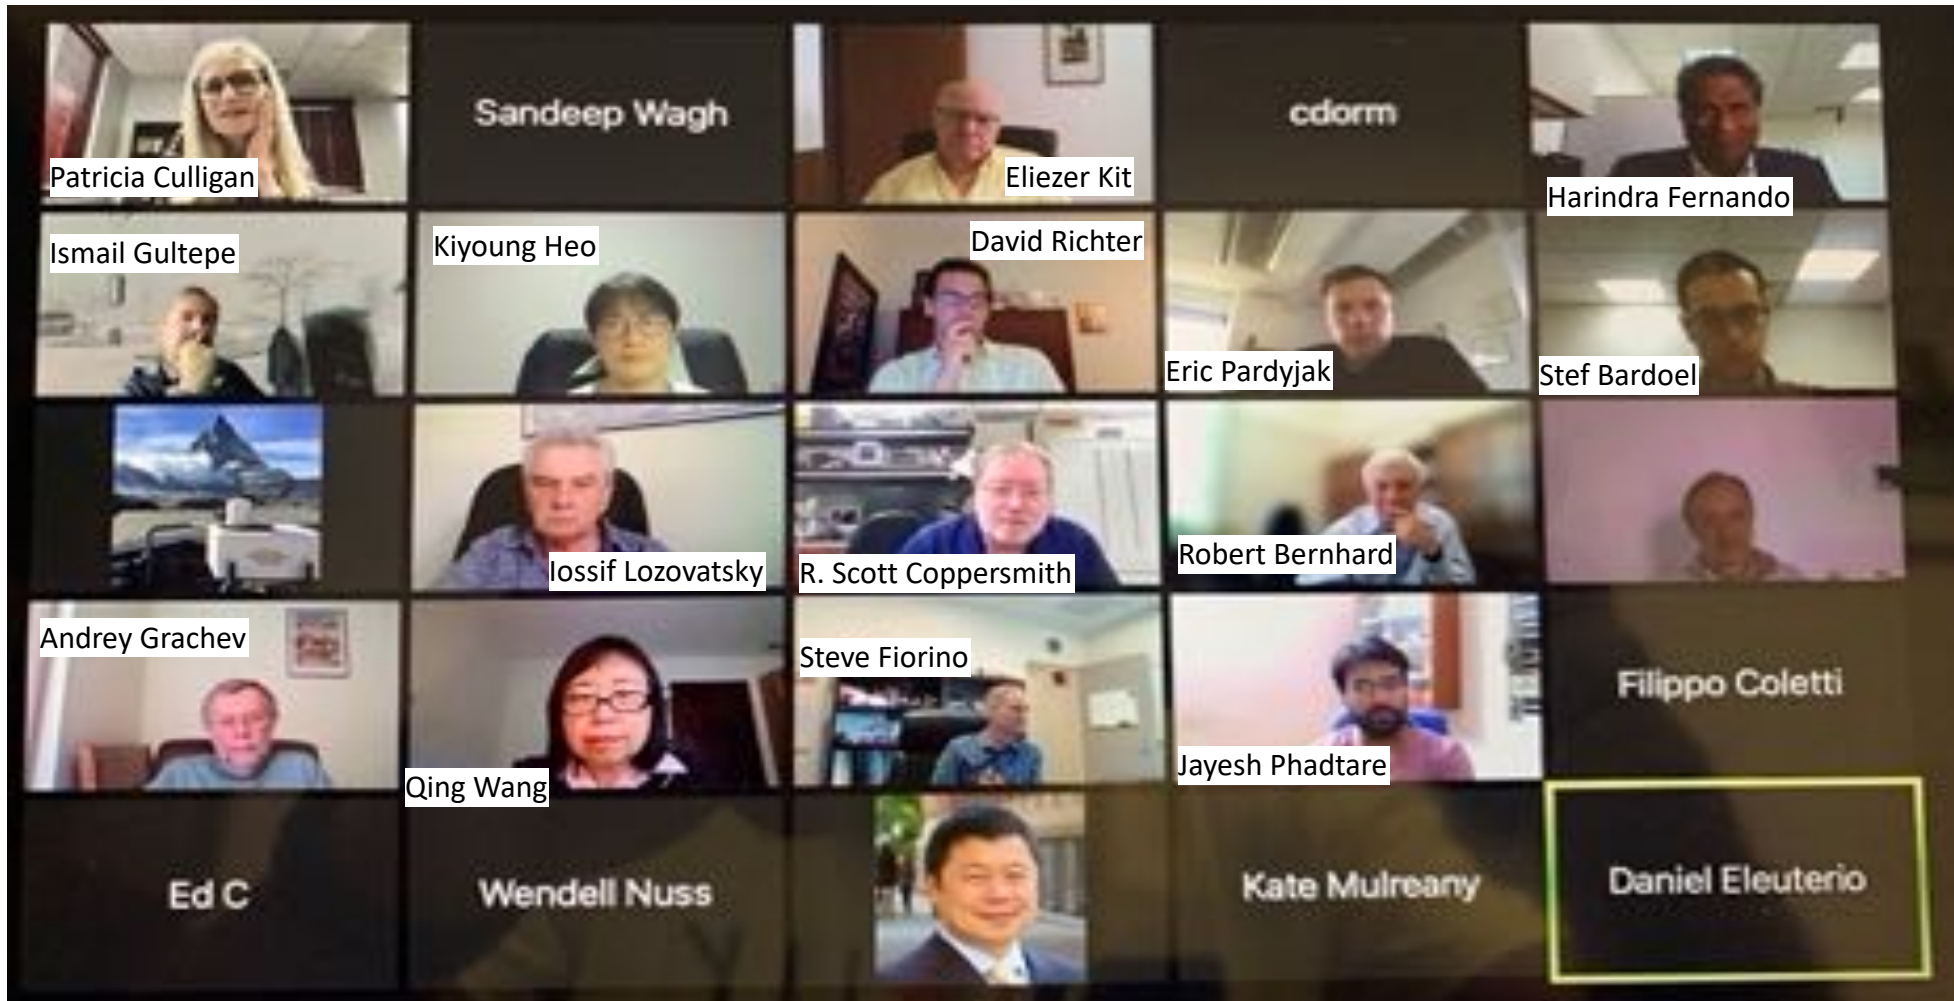 Patricia Culligan
Sandeep Wagh
Eliezer Kit
cdorm
Harindra Fernando
Ismail Gultepe
Kiyoung Heo
David Richter
Eric Pardyjak
Stef Bardoel
Iossif Lozovatsky
R. Scott Coppersmith
Robert Bernhard
Andrey Grachev
Qing Wang
Steve Fiorino
Jayesh Phadtare
Filippo Coletti
Ed C
Wendell Nuss
Kate Mulreany
Daniel Eleuterio